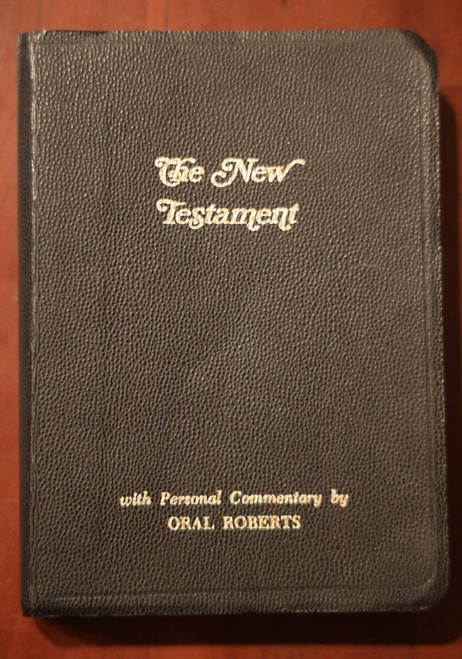 The New
Testament
with Personal Commentary by
ORAL ROBERTS